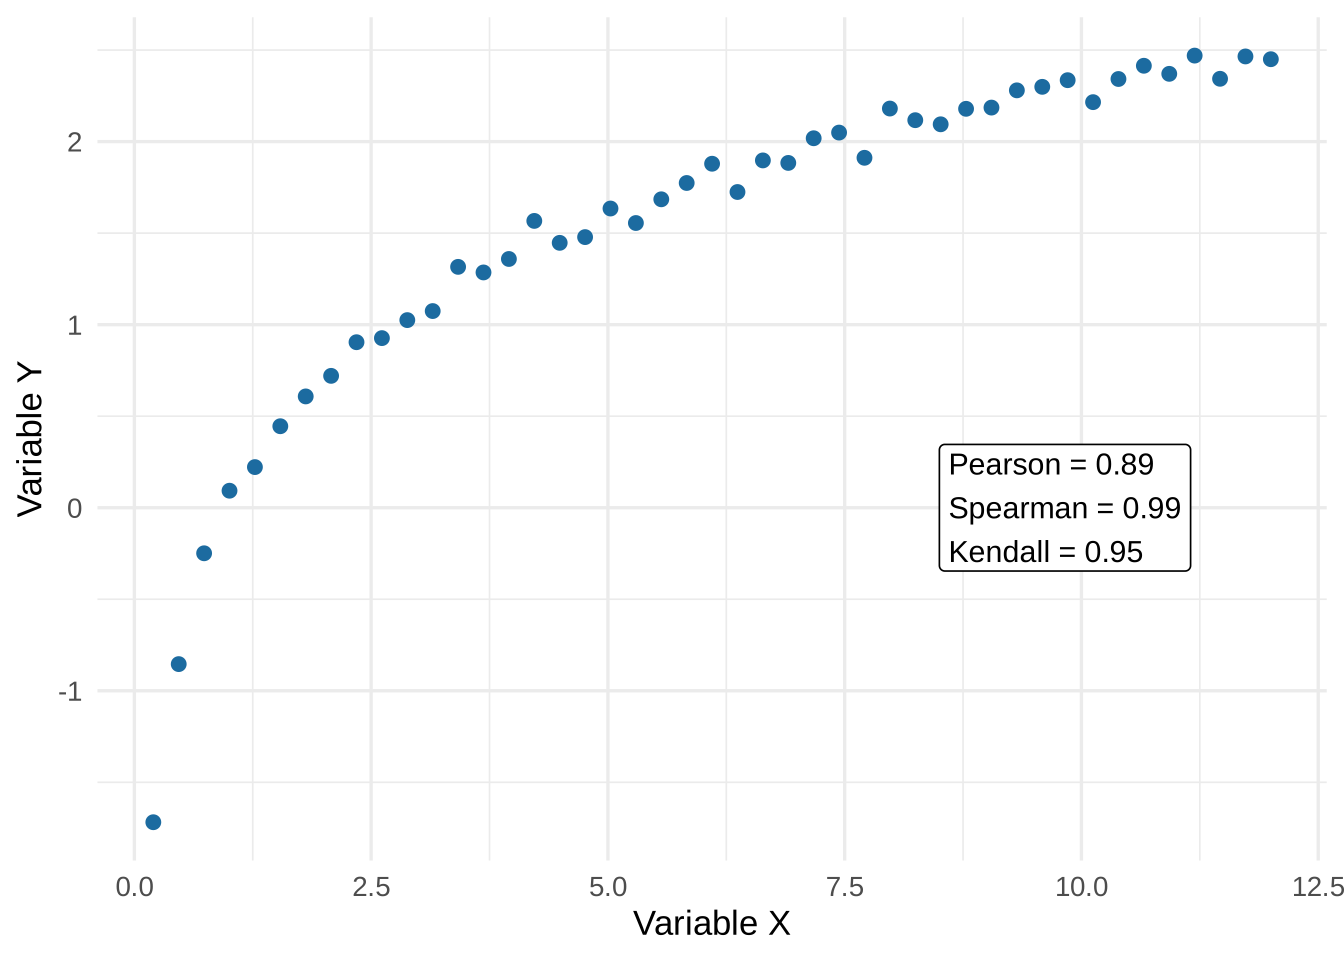 2
1
0
-1
Variable Y
Pearson = 0.89
Spearman = 0.99
Kendall = 0.95
0.0 2.5 5.0 7.5 10.0 12.5
Variable X